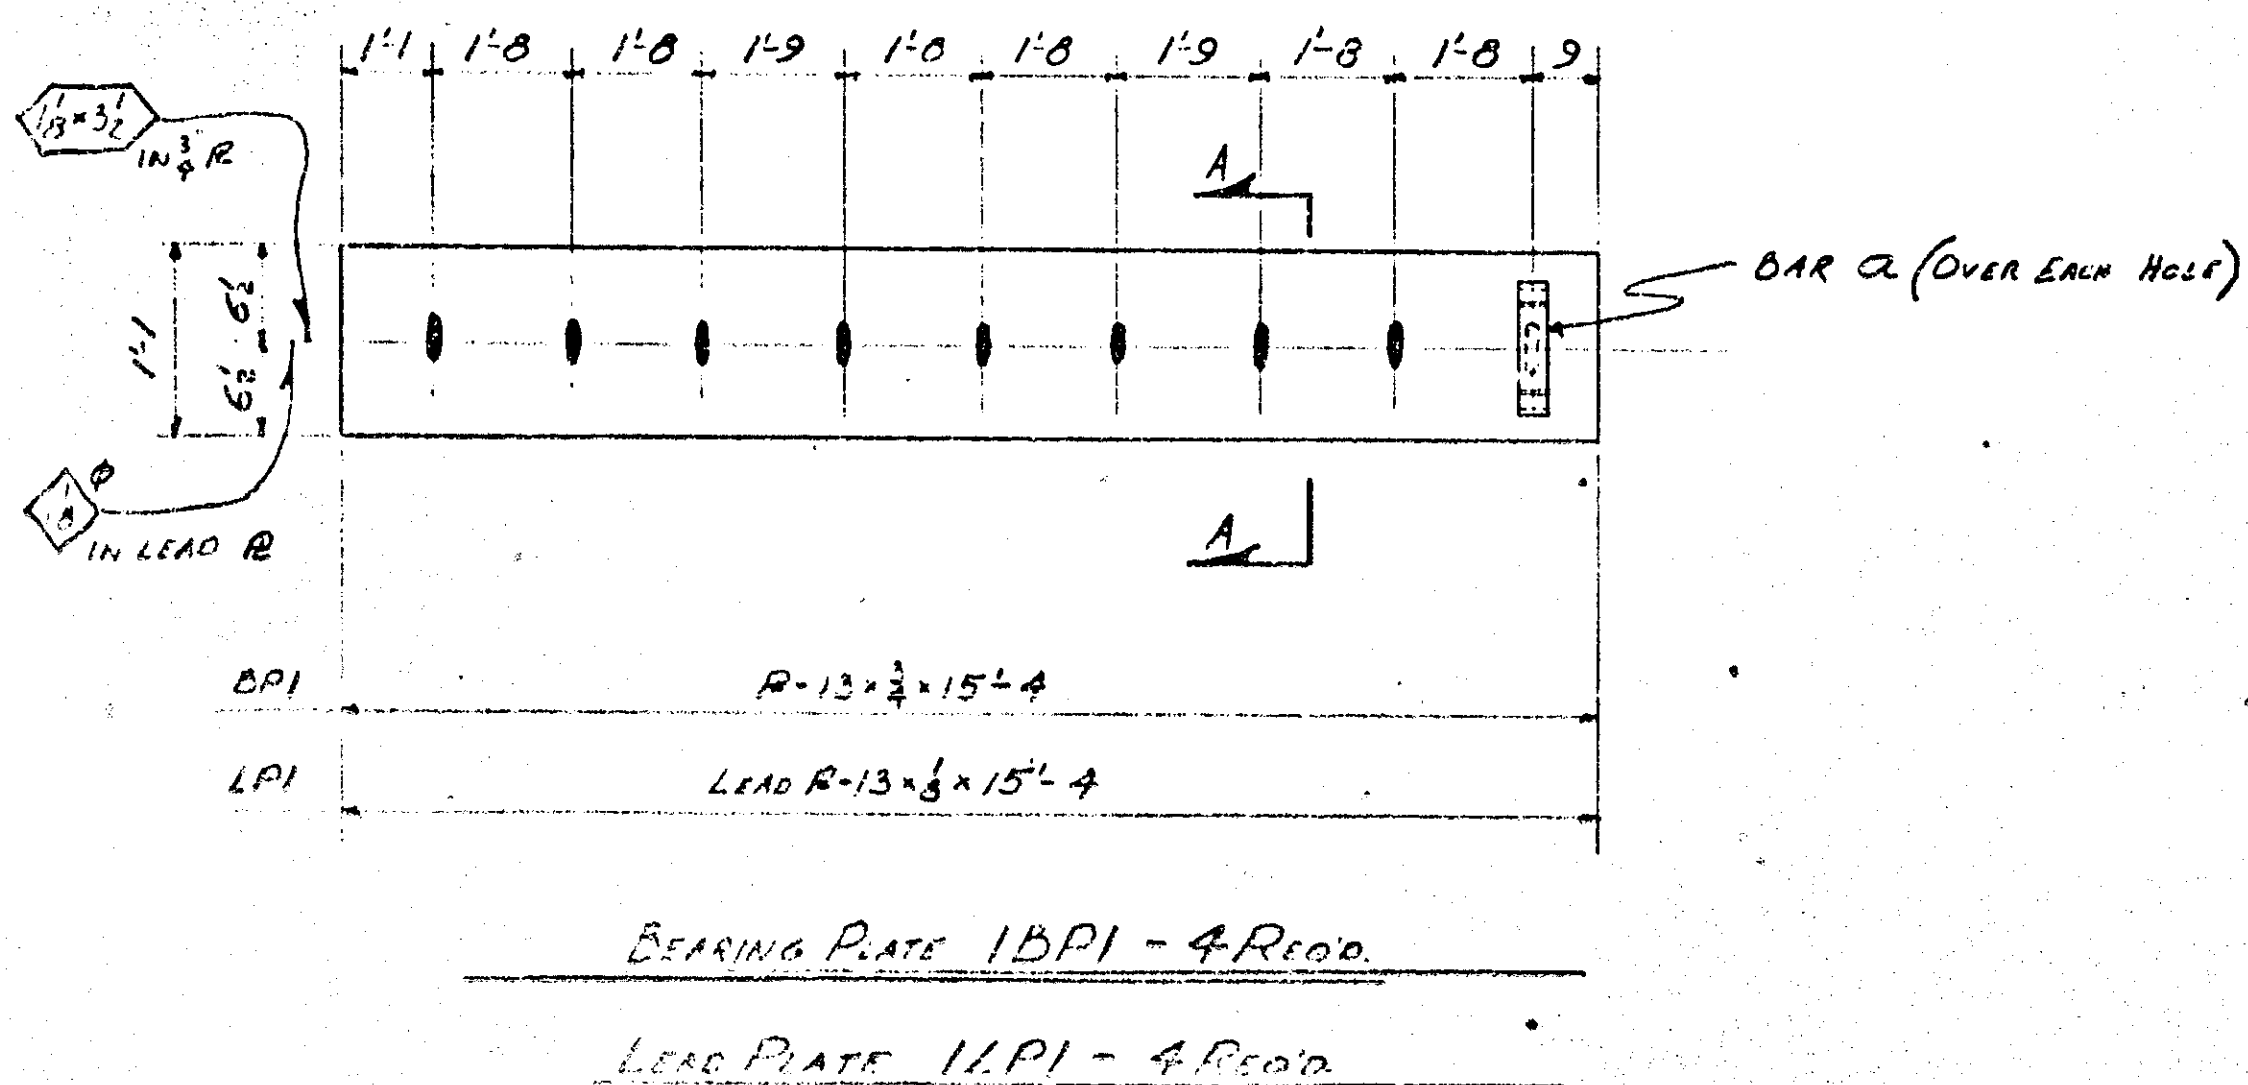 1'-1 1'-8 1'-8 1'-9 1'-8 1'-8 1'-9 1'-8 1'-8 9
1 1/8 × 3 1/2
IN 3/4 ℞
A
BAR a (OVER EACH HOLE)
1'-1
6 1/2 6 1/2
φ
IN LEAD ℞
A
BP1
℞-13 × 3/4 × 15'-4
LP1
LEAD ℞-13 × 1/8 × 15'-4
BEARING PLATE 1BP1 - 4 REQ'D.
LEAD PLATE 1LP1 - 4 REQ'D